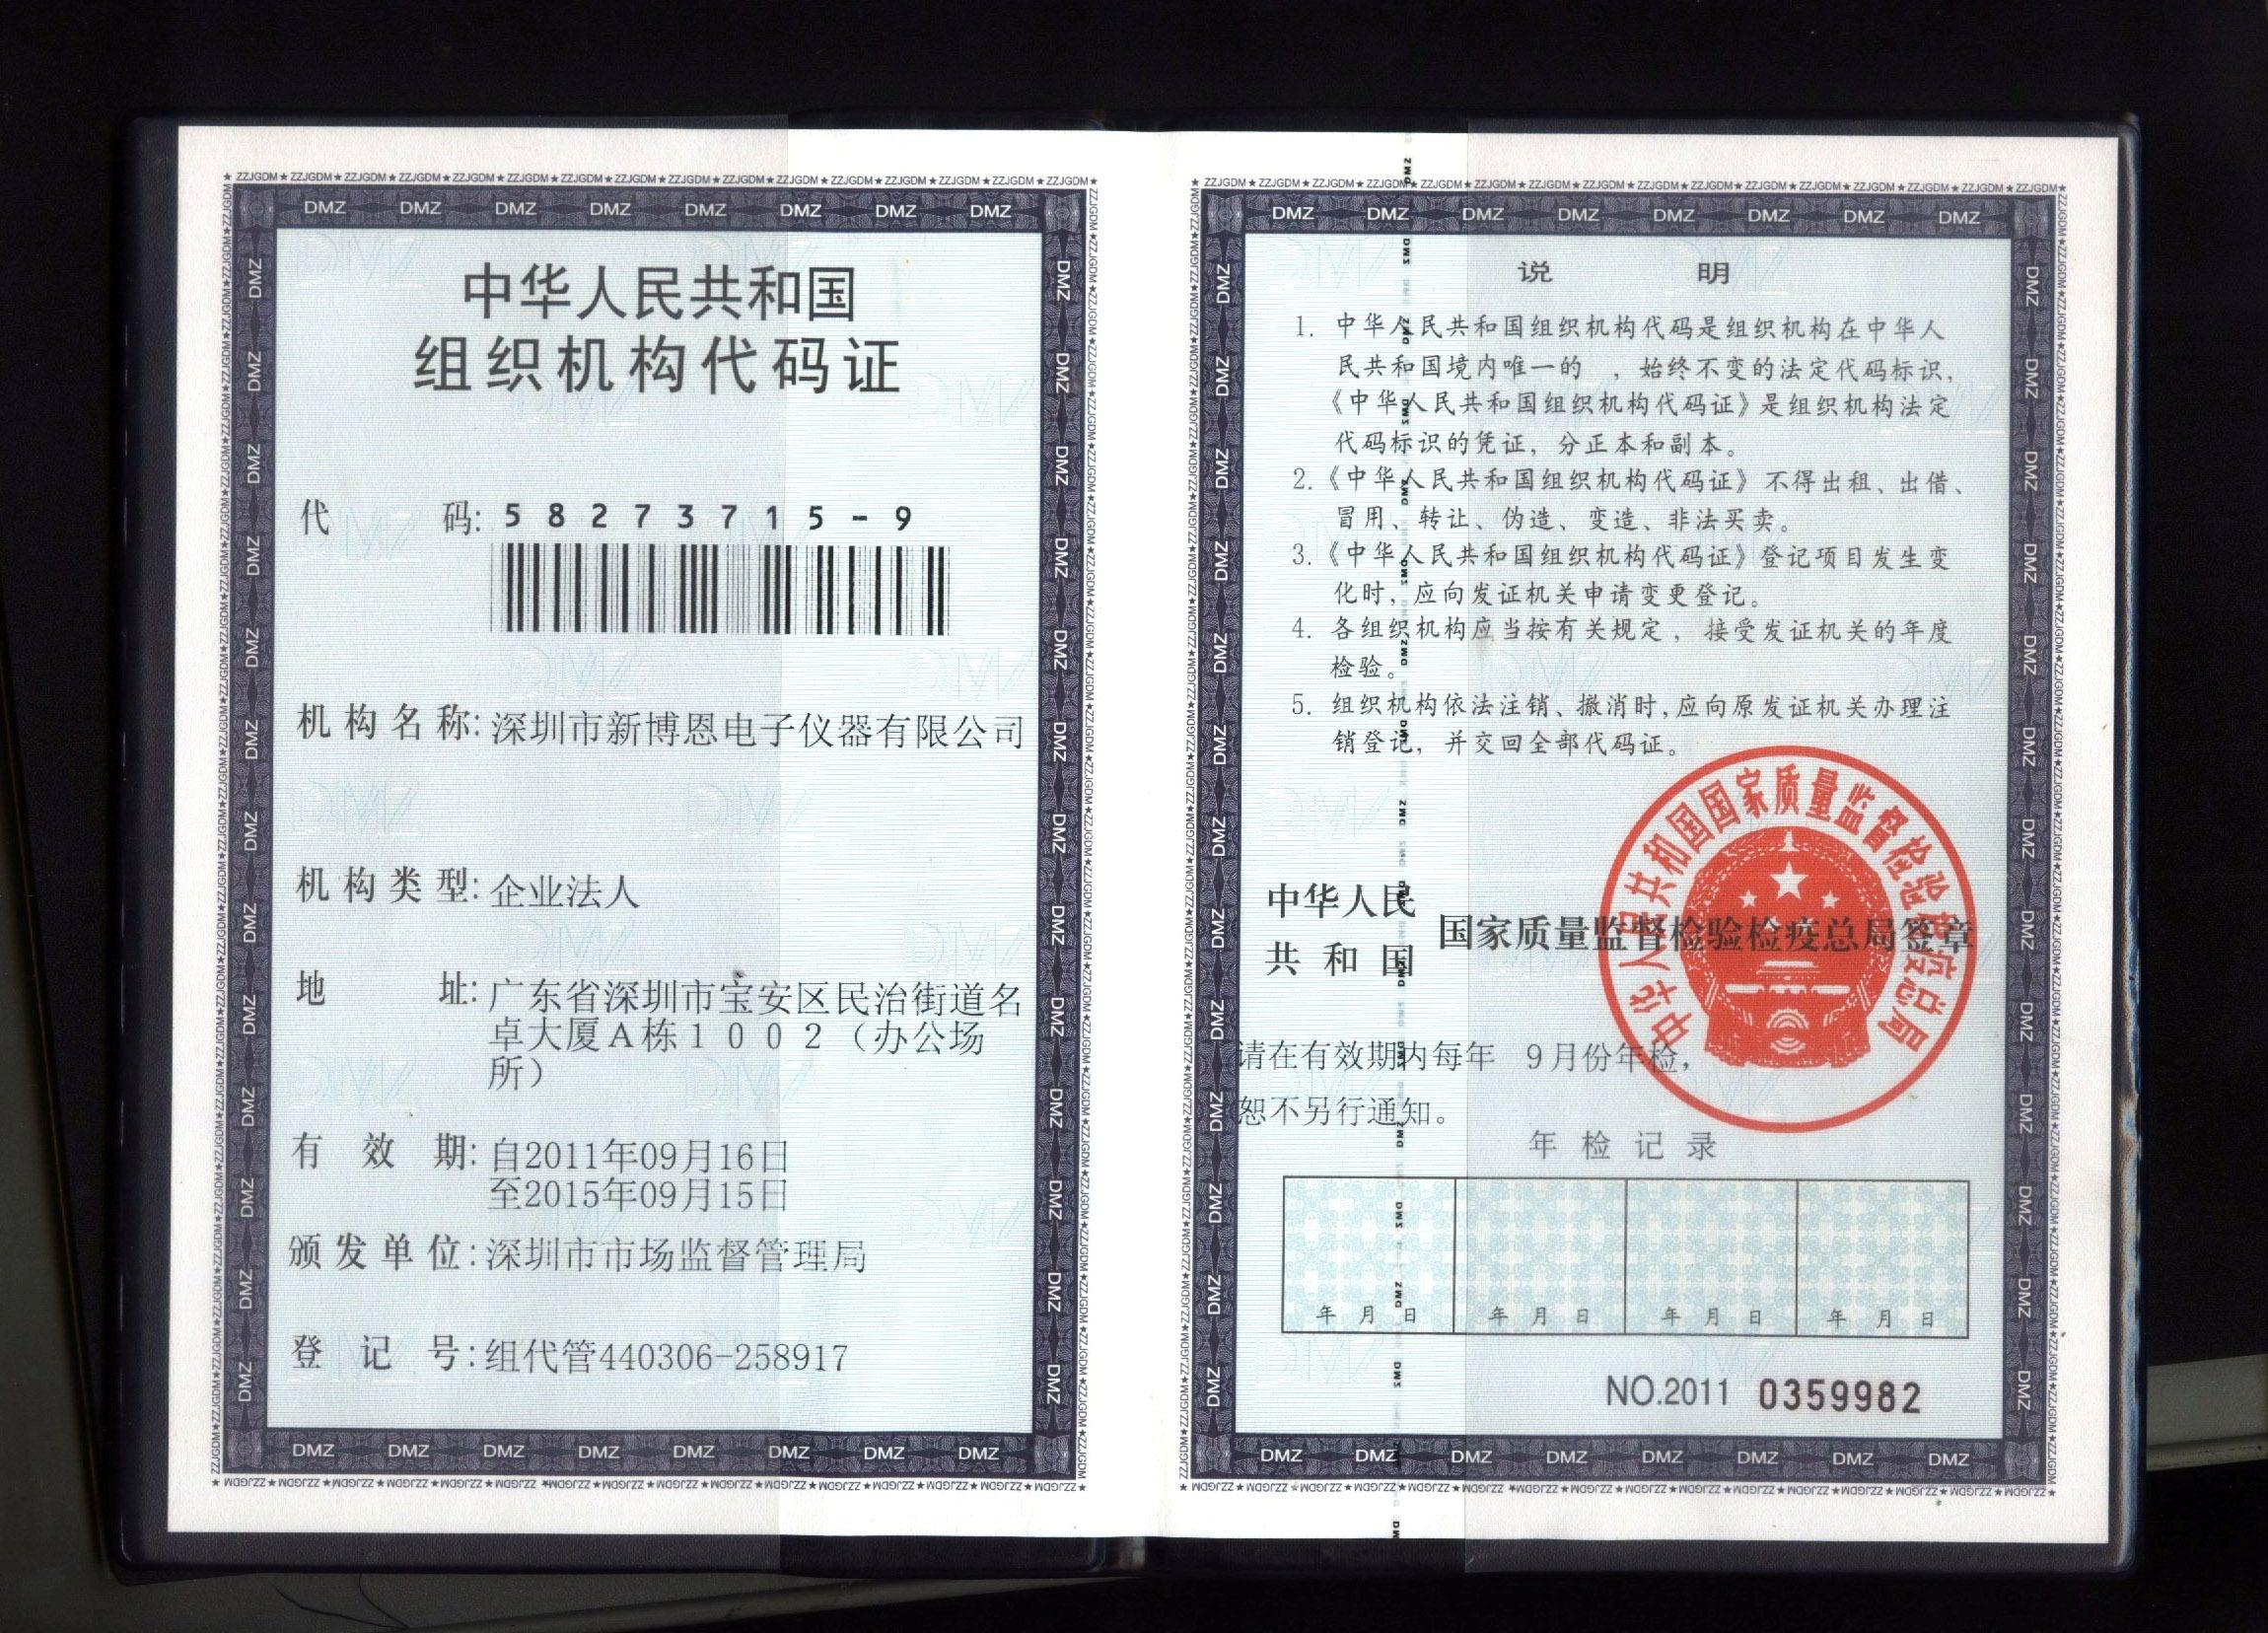 中华人民共和国
组织机构代码证
代 码: 58273715-9
机构名称: 深圳市新博恩电子仪器有限公司
机构类型: 企业法人
地 址: 广东省深圳市宝安区民治街道名
卓大厦A栋1002（办公场
所）
有 效 期: 自2011年09月16日
至2015年09月15日
颁发单位: 深圳市市场监督管理局
登 记 号: 组代管440306-258917
说 明
1. 中华人民共和国组织机构代码是组织机构在中华人
民共和国境内唯一的 ，始终不变的法定代码标识，
《中华人民共和国组织机构代码证》是组织机构法定
代码标识的凭证，分正本和副本。
2.《中华人民共和国组织机构代码证》不得出租、出借、
冒用、转让、伪造、变造、非法买卖。
3.《中华人民共和国组织机构代码证》登记项目发生变
化时，应向发证机关申请变更登记。
4. 各组织机构应当按有关规定，接受发证机关的年度
检验。
5. 组织机构依法注销、撤消时,应向原发证机关办理注
销登记，并交回全部代码证。
中华人民
共和国 国家质量监督检验检疫总局签章
中华人民共和国国家质量监督检验检疫总局
请在有效期内每年 9月份年检，
恕不另行通知。
年检记录
年 月 日 年 月 日 年 月 日 年 月 日
NO.2011 0359982